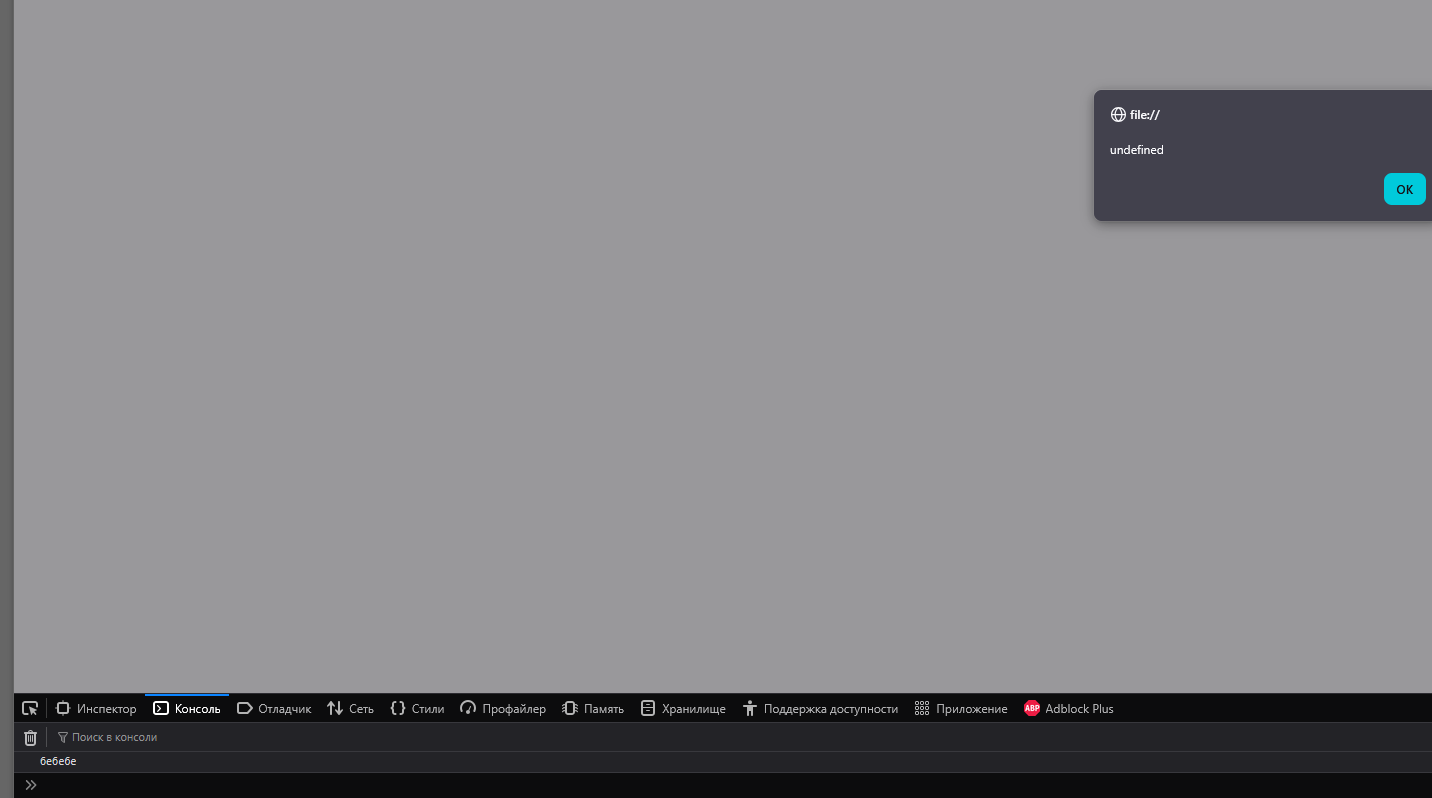 file://
undefined
OK
Инспектор Консоль Отладчик Сеть Стили Профайлер Память Хранилище Поддержка доступности Приложение ABP Adblock Plus
Поиск в консоли
бебебе